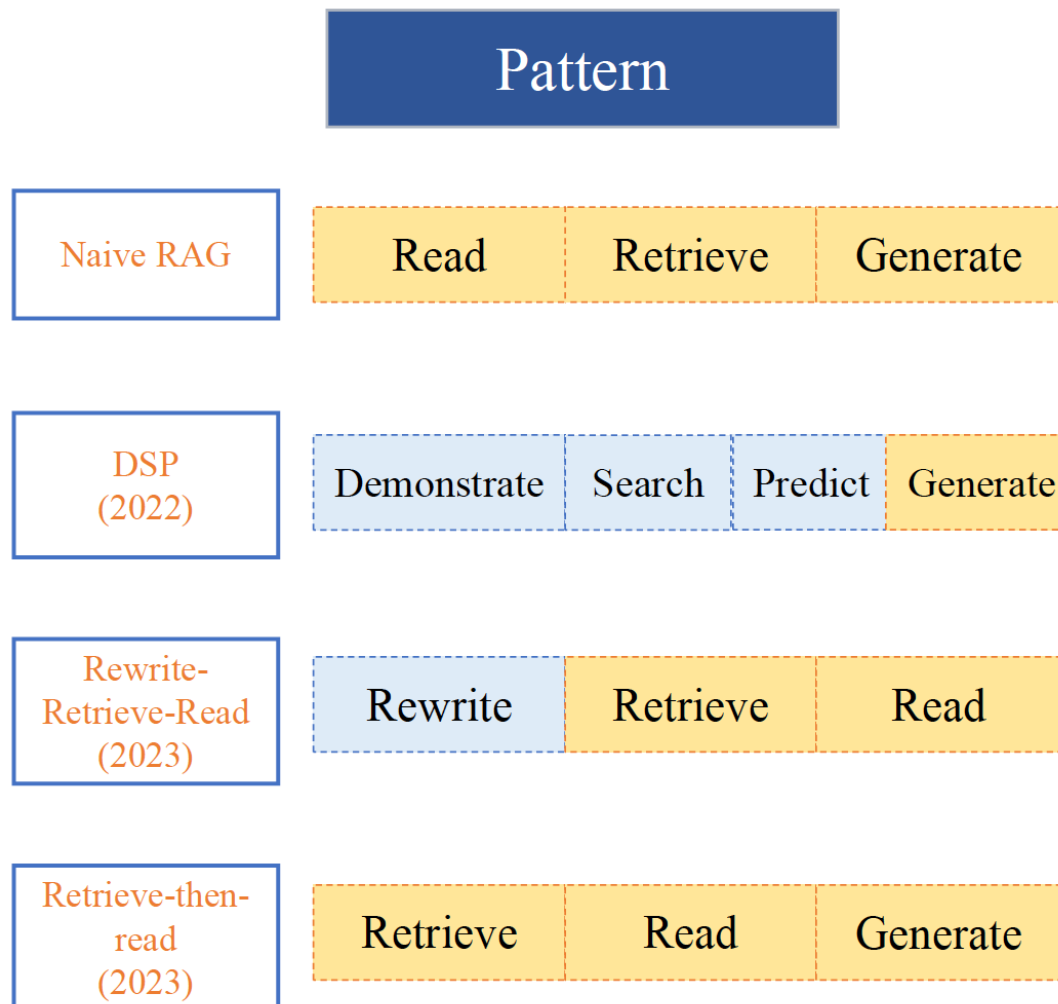 Pattern
Naive RAG
Read Retrieve Generate
DSP
(2022)
Demonstrate Search Predict Generate
Rewrite-
Retrieve-Read
(2023)
Rewrite Retrieve Read
Retrieve-then-
read
(2023)
Retrieve Read Generate